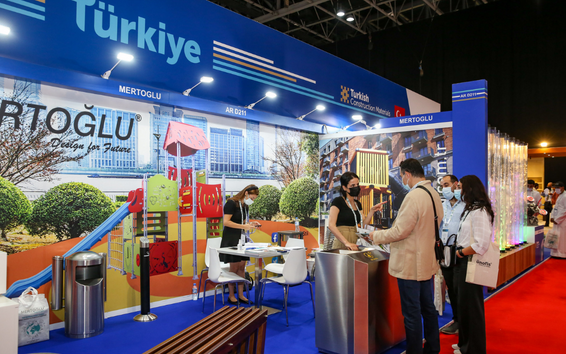 Türkiye
Turkish
Construction Materials
MERTOGLU
AR D211
MERTOGLU
AR D211
RTOĞLU®
Design for Future